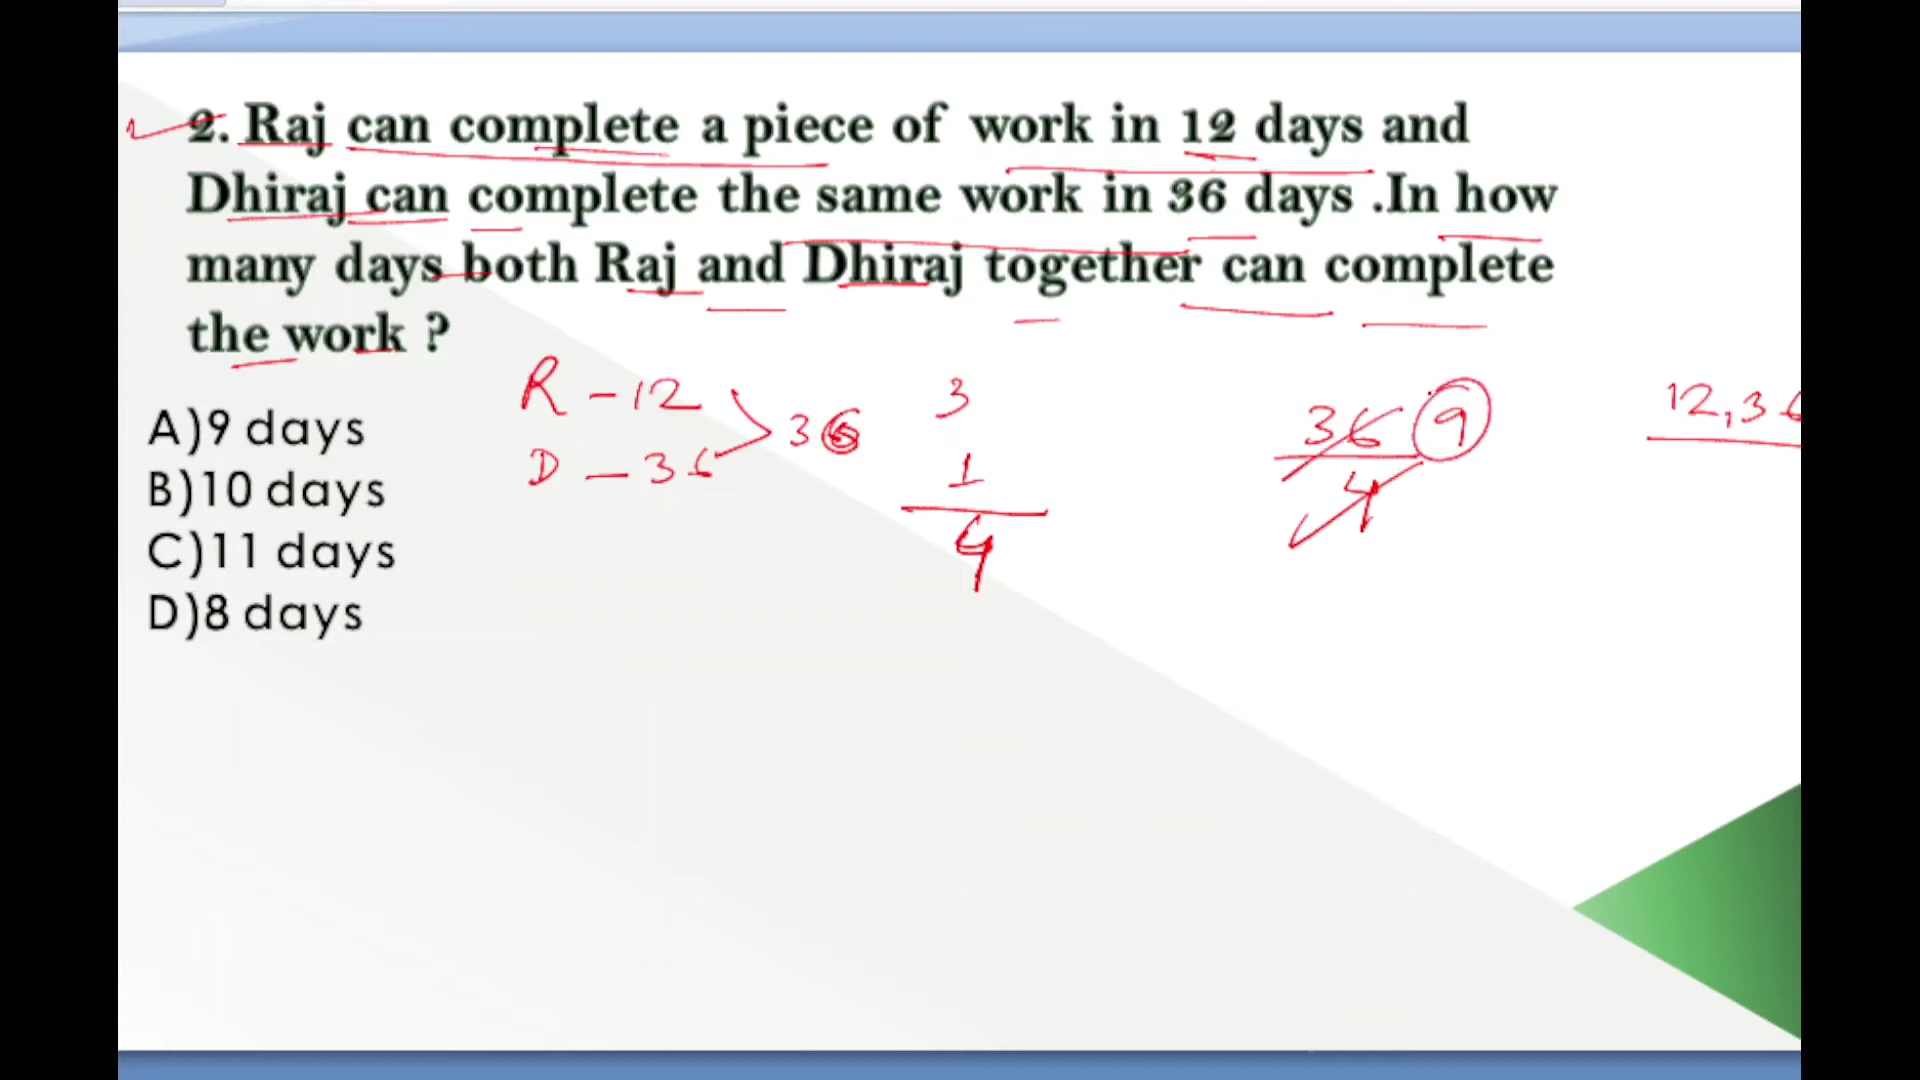 2. Raj can complete a piece of work in 12 days and
Dhiraj can complete the same work in 36 days .In how
many days both Raj and Dhiraj together can complete
the work ?
A)9 days
B)10 days
C)11 days
D)8 days
R - 12
D - 36
36
3
1
4
36 9
4
12,36